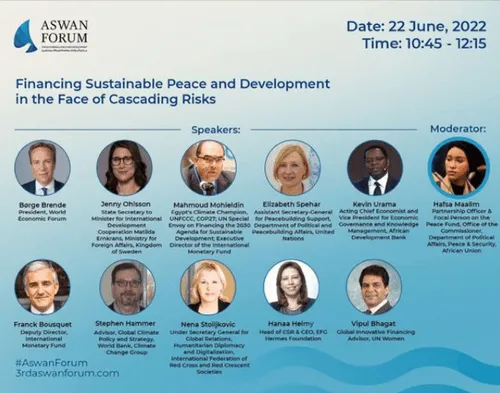 ASWAN
FORUM
Date: 22 June, 2022
Time: 10:45 - 12:15
Financing Sustainable Peace and Development
in the Face of Cascading Risks
Speakers:
Moderator:
Børge Brende
President, World
Economic Forum
Jenny Ohlsson
State Secretary to
Minister for International
Development
Cooperation Matilda
Ernkrans, Ministry for
Foreign Affairs, Kingdom
of Sweden
Mahmoud Mohieldin
Egypt's Climate Champion,
UNFCCC, COP27, UN Special
Envoy on Financing the 2030
Agenda for Sustainable
Development; Executive
Director of the International
Monetary Fund
Elizabeth Spehar
Assistant Secretary-General
for Peacebuilding Support,
Department of Political and
Peacebuilding Affairs, United
Nations
Kevin Urama
Acting Chief Economist and
Vice President for Economic
Governance and Knowledge
Management, African
Development Bank
Hafsa Maalim
Partnership Officer &
Focal Person on the
Peace Fund, Office of the
Commissioner,
Department of Political
Affairs, Peace & Security,
African Union
Franck Bousquet
Deputy Director,
International
Monetary Fund
Stephen Hammer
Advisor, Global Climate
Policy and Strategy,
World Bank, Climate
Change Group
Nena Stoiljkovic
Under Secretary General for
Global Relations,
Humanitarian Diplomacy
and Digitalization,
International Federation of
Red Cross and Red Crescent
Societies
Hanaa Helmy
Head of CSR & CEO, EFG
Hermes Foundation
Vipul Bhagat
Global Innovative Financing
Advisor, UN Women
#AswanForum
3rdaswanforum.com